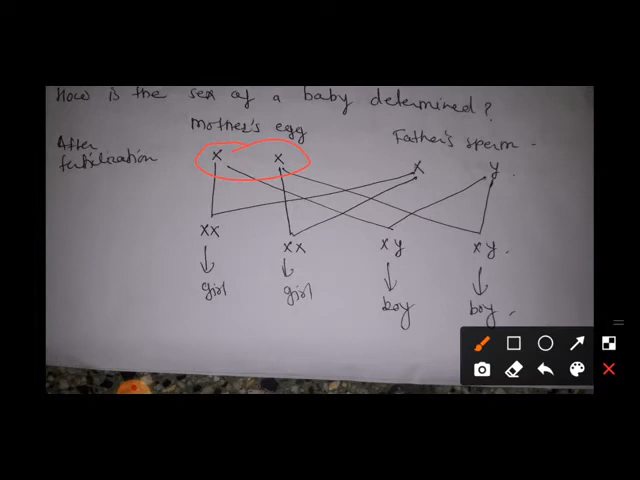 How is the sex of a baby determined?
Mother's egg Father's sperm.
After
fertilization
X X X y.
XX XX Xy Xy.
girl girl boy boy.